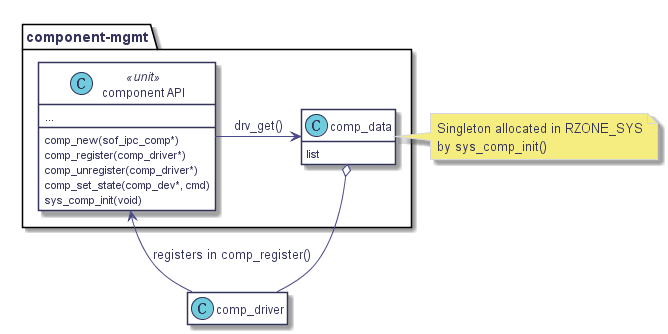 component-mgmt
C
«unit»
component API
...
comp_new(sof_ipc_comp*)
comp_register(comp_driver*)
comp_unregister(comp_driver*)
comp_set_state(comp_dev*, cmd)
sys_comp_init(void)
drv_get()
C comp_data
list
Singleton allocated in RZONE_SYS
by sys_comp_init()
registers in comp_register()
C comp_driver